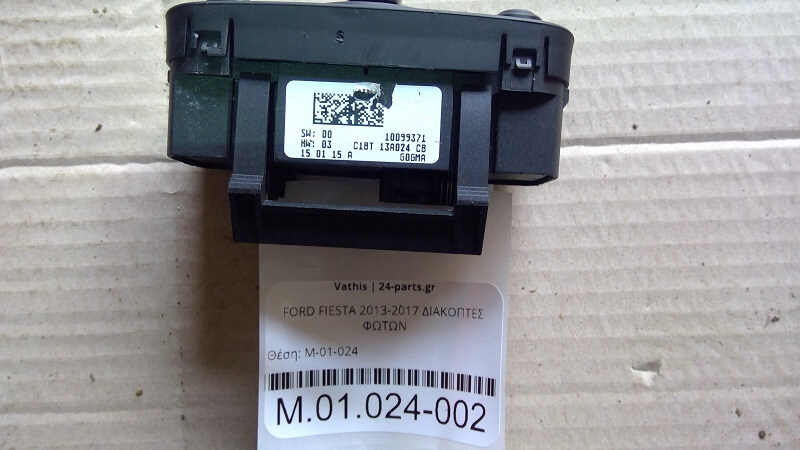 SW: 00 10099371
HW: 03 C1BT 13A024 CB
15 01 15 A GOGMA
Vathis | 24-parts.gr
FORD FIESTA 2013-2017 ΔΙΑΚΟΠΤΕΣ
ΦΩΤΩΝ
Θέση: M-01-024
M.01.024-002